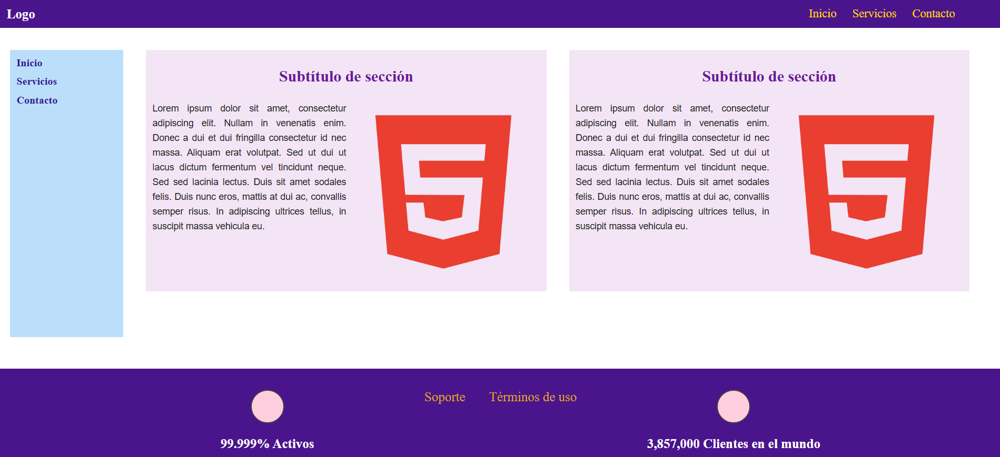 Logo
Inicio Servicios Contacto
Inicio
Servicios
Contacto
Subtítulo de sección
Lorem ipsum dolor sit amet, consectetur
adipiscing elit. Nullam in venenatis enim.
Donec a dui et dui fringilla consectetur id nec
massa. Aliquam erat volutpat. Sed ut dui ut
lacus dictum fermentum vel tincidunt neque.
Sed sed lacinia lectus. Duis sit amet sodales
felis. Duis nunc eros, mattis at dui ac, convallis
semper risus. In adipiscing ultrices tellus, in
suscipit massa vehicula eu.
5
Subtítulo de sección
Lorem ipsum dolor sit amet, consectetur
adipiscing elit. Nullam in venenatis enim.
Donec a dui et dui fringilla consectetur id nec
massa. Aliquam erat volutpat. Sed ut dui ut
lacus dictum fermentum vel tincidunt neque.
Sed sed lacinia lectus. Duis sit amet sodales
felis. Duis nunc eros, mattis at dui ac, convallis
semper risus. In adipiscing ultrices tellus, in
suscipit massa vehicula eu.
5
Soporte Términos de uso
99.999% Activos
3,857,000 Clientes en el mundo